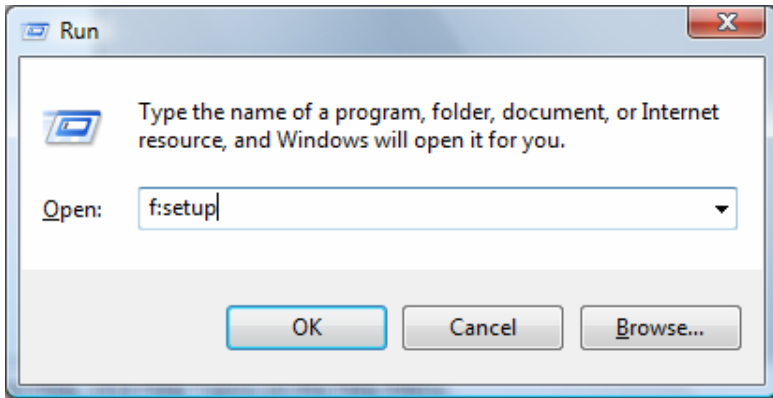 Run
Type the name of a program, folder, document, or Internet
resource, and Windows will open it for you.
Open: f:setup
OK Cancel Browse...